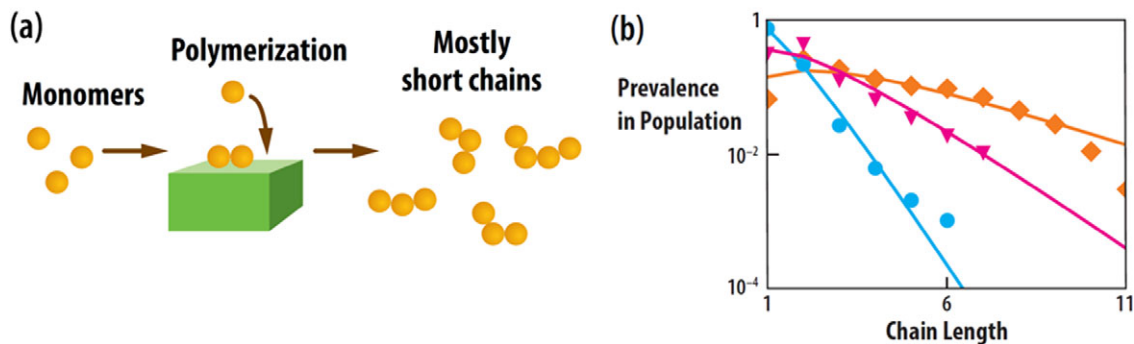 (a)
Monomers
Polymerization
Mostly
short chains
(b)
Prevalence
in Population
1
10⁻²
10⁻⁴
1
6
11
Chain Length